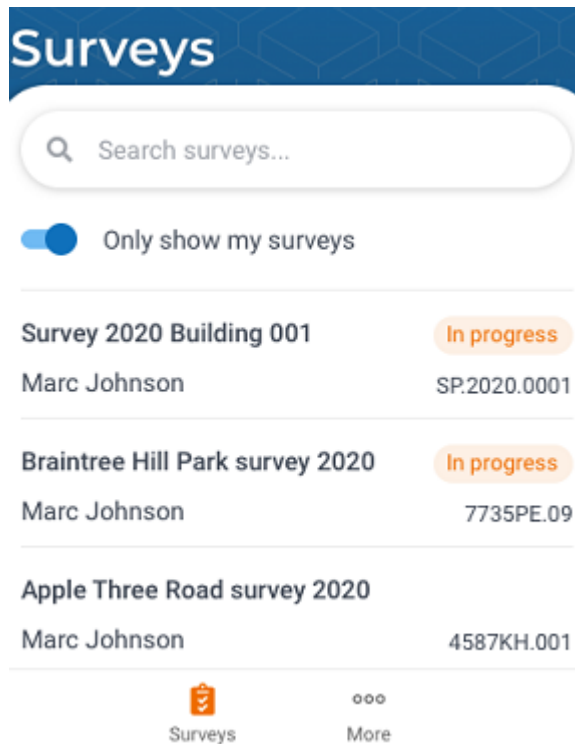 Surveys
Search surveys...
Only show my surveys
Survey 2020 Building 001
In progress
Marc Johnson
SP.2020.0001
Braintree Hill Park survey 2020
In progress
Marc Johnson
7735PE.09
Apple Three Road survey 2020
Marc Johnson
4587KH.001
Surveys
More